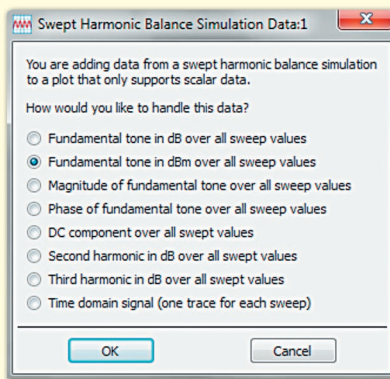 Swept Harmonic Balance Simulation Data:1
You are adding data from a swept harmonic balance simulation
to a plot that only supports scalar data.
How would you like to handle this data?
Fundamental tone in dB over all sweep values
Fundamental tone in dBm over all sweep values
Magnitude of fundamental tone over all sweep values
Phase of fundamental tone over all sweep values
DC component over all swept values
Second harmonic in dB over all swept values
Third harmonic in dB over all swept values
Time domain signal (one trace for each sweep)
OK
Cancel